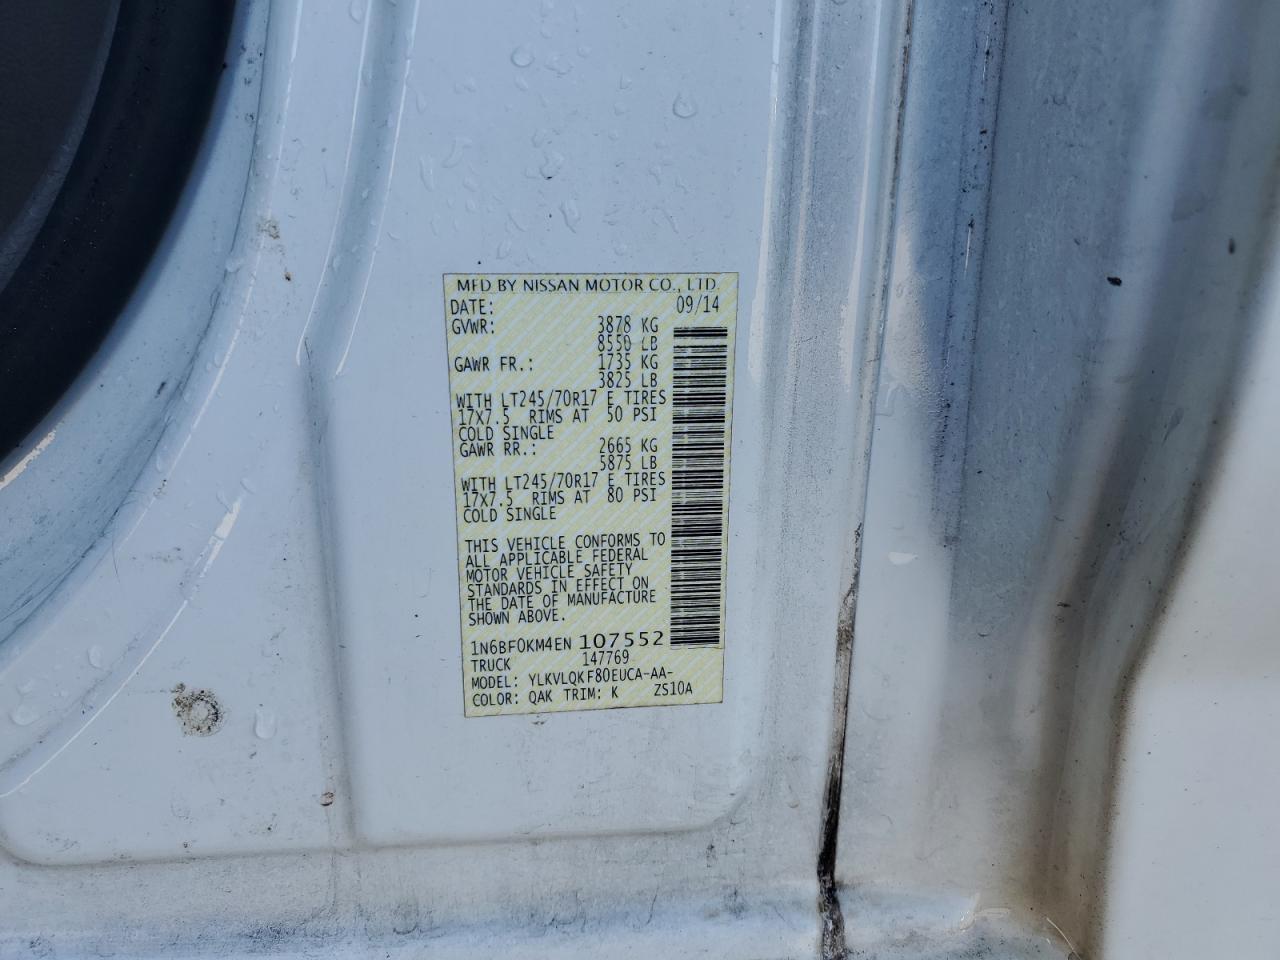 MFD BY NISSAN MOTOR CO., LTD.
DATE: 09/14
GVWR: 3878 KG
8550 LB
GAWR FR.: 1735 KG
3825 LB
WITH LT245/70R17 E TIRES
17X7.5 RIMS AT 50 PSI
COLD SINGLE
GAWR RR.: 2665 KG
5875 LB
WITH LT245/70R17 E TIRES
17X7.5 RIMS AT 80 PSI
COLD SINGLE
THIS VEHICLE CONFORMS TO
ALL APPLICABLE FEDERAL
MOTOR VEHICLE SAFETY
STANDARDS IN EFFECT ON
THE DATE OF MANUFACTURE
SHOWN ABOVE.
1N6BF0KM4EN 107552
TRUCK 147769
MODEL: YLKVLQKF80EUCA-AA-
COLOR: QAK TRIM: K ZS10A